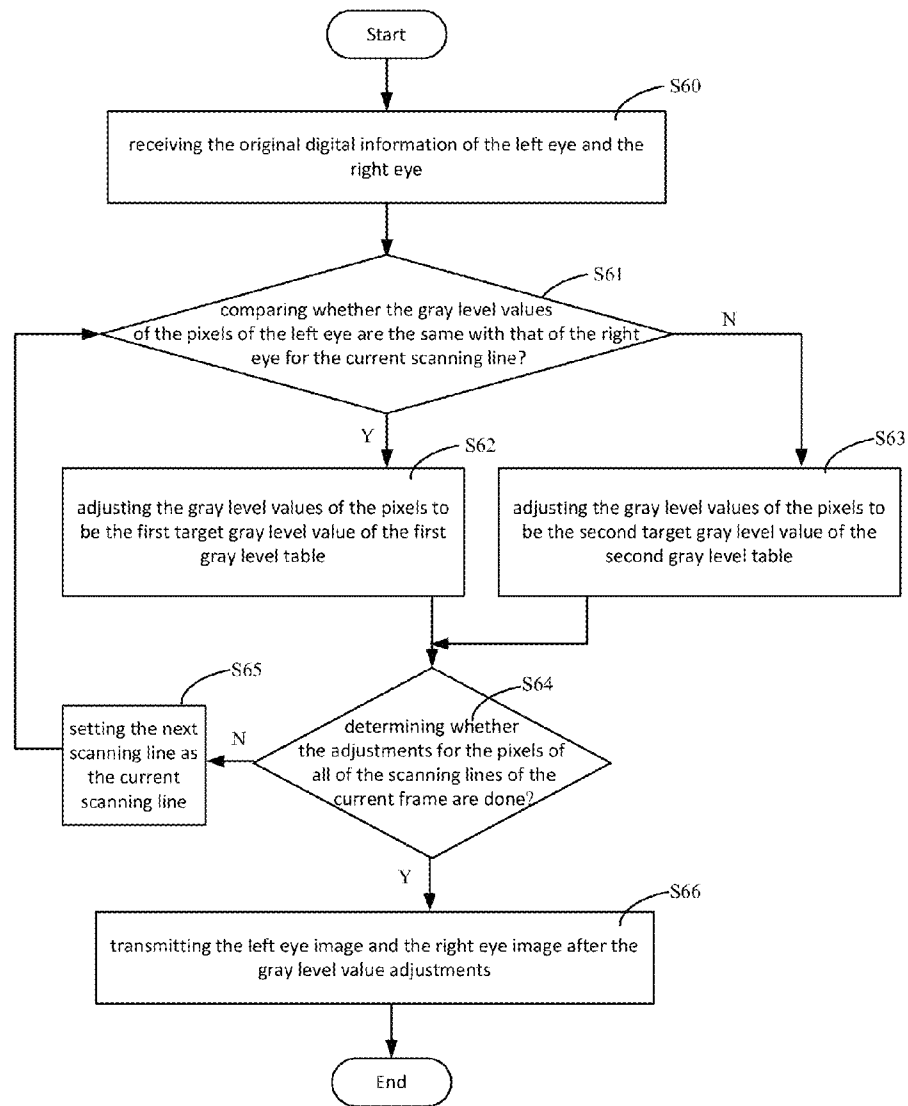 Start
S60
receiving the original digital information of the left eye and the
right eye
S61
comparing whether the gray level values
of the pixels of the left eye are the same with that of the right
eye for the current scanning line?
N
Y
S62
S63
adjusting the gray level values of the pixels to
be the first target gray level value of the first
gray level table
adjusting the gray level values of the pixels to
be the second target gray level value of the
second gray level table
S65
S64
setting the next
scanning line as
the current
scanning line
N
determining whether
the adjustments for the pixels of
all of the scanning lines of the
current frame are done?
Y
S66
transmitting the left eye image and the right eye image after the
gray level value adjustments
End